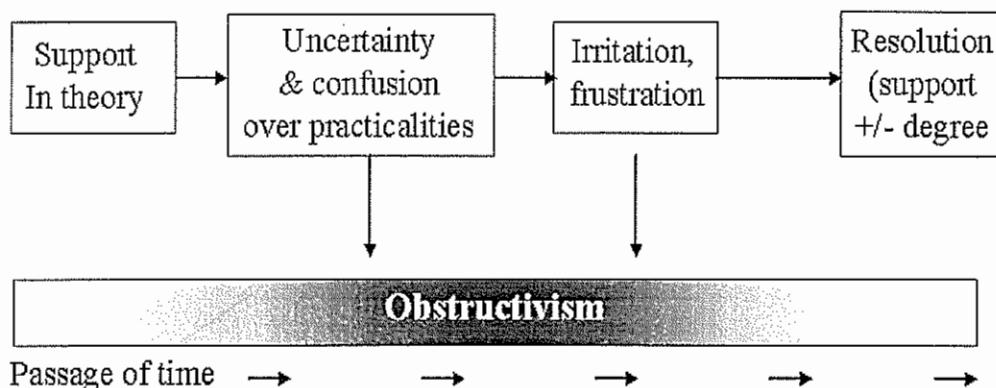 Support
In theory
Uncertainty
& confusion
over practicalities
Irritation,
frustration
Resolution
(support
+/- degree
Obstructivism
Passage of time